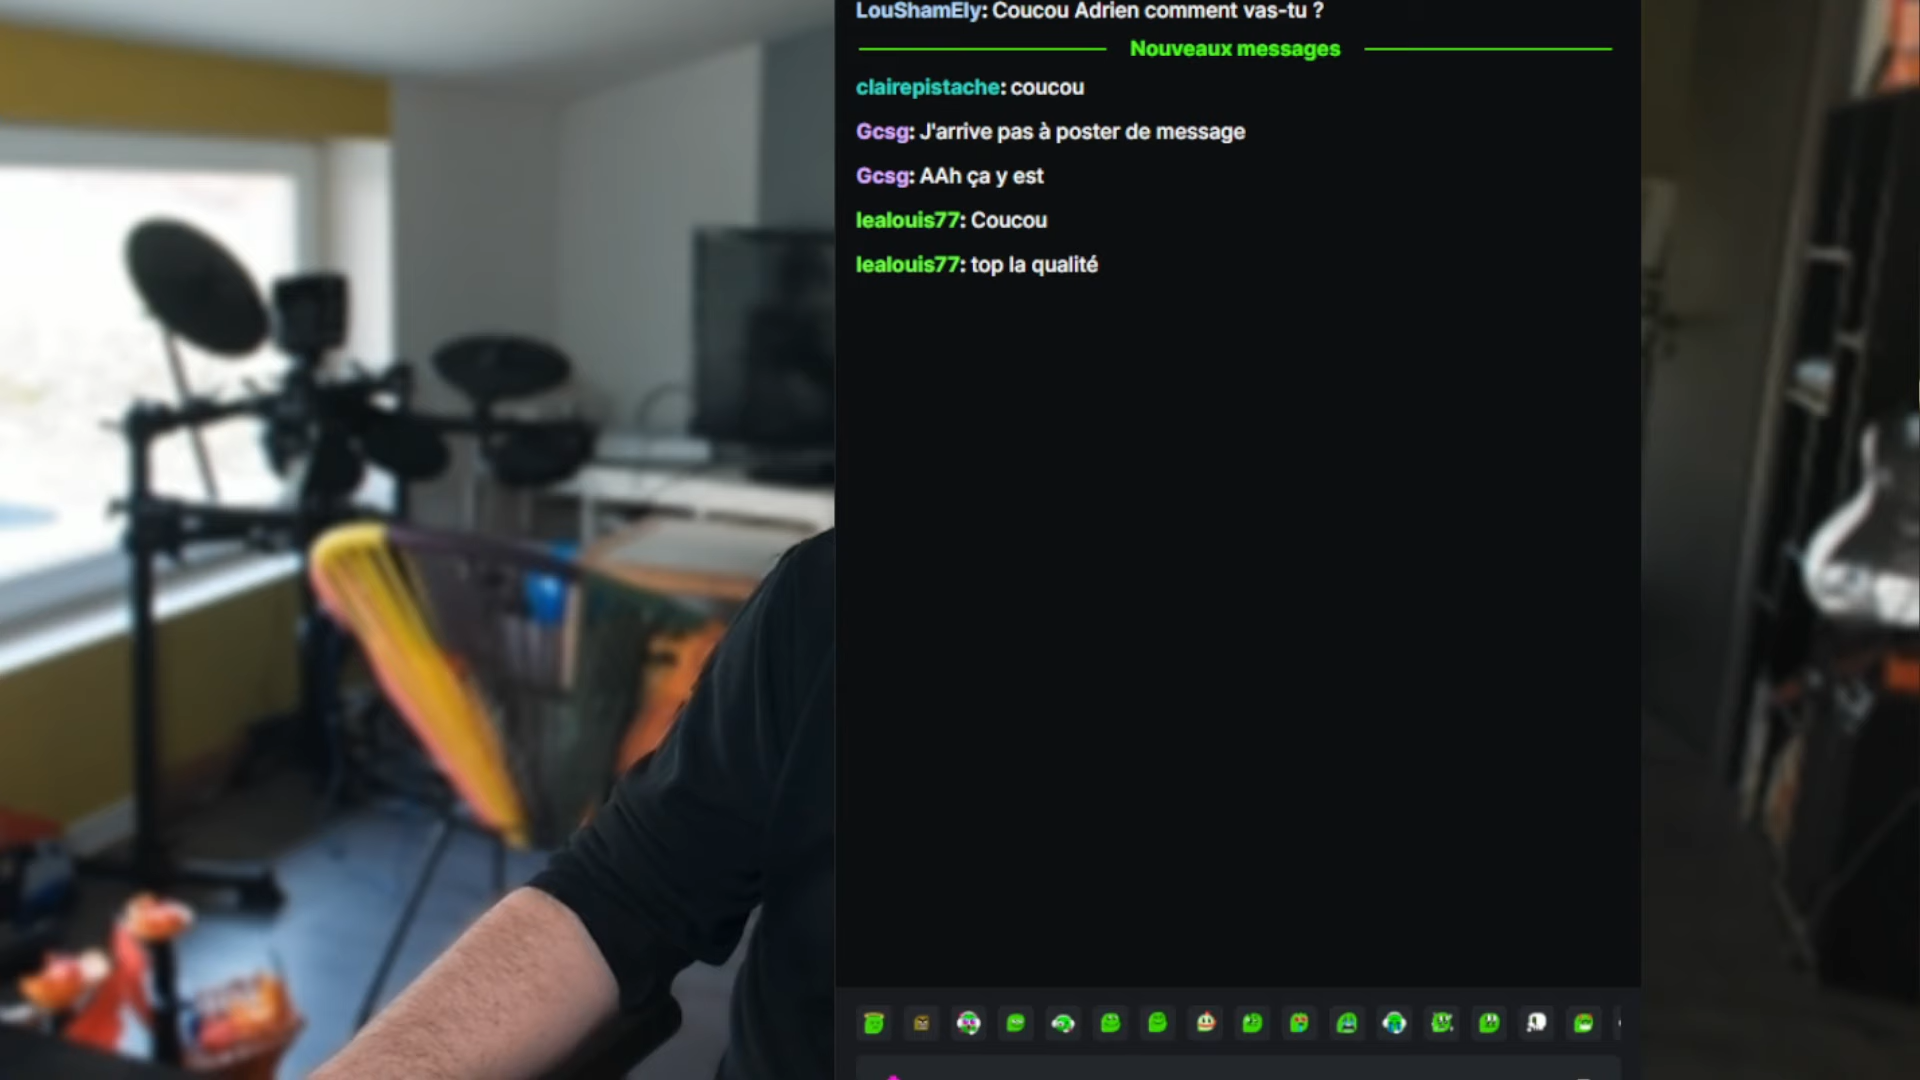 LouShamEly: Coucou Adrien comment vas-tu ?
Nouveaux messages
clairepistache: coucou
Gcsg: J'arrive pas à poster de message
Gcsg: AAh ça y est
lealouis77: Coucou
lealouis77: top la qualité